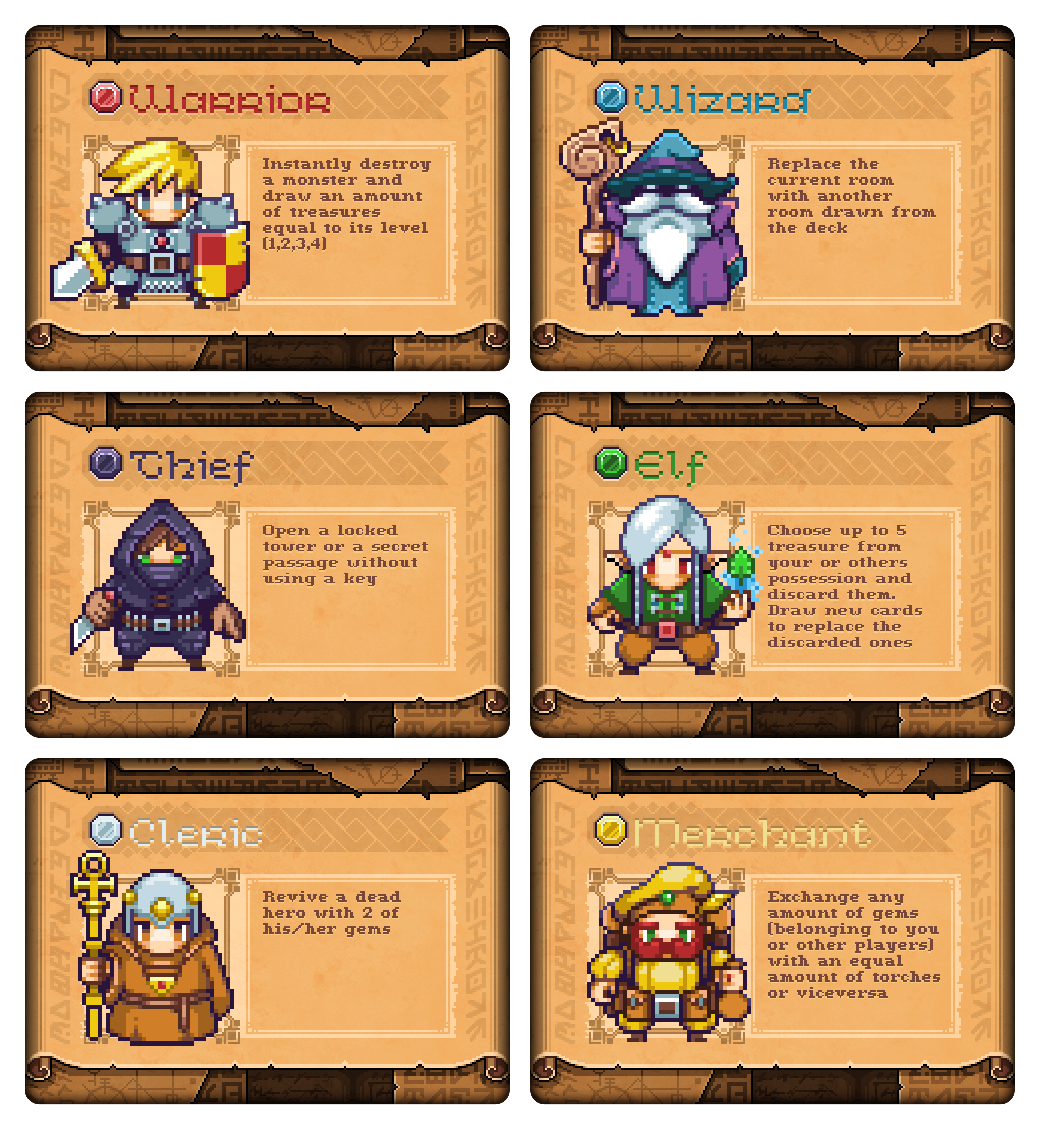 Warrior
Instantly destroy
a monster and
draw an amount
of treasures
equal to its level
(1,2,3,4)
Wizard
Replace the
current room
with another
room drawn from
the deck
Thief
Open a locked
tower or a secret
passage without
using a key
Elf
Choose up to 5
treasure from
your or others
possession and
discard them.
Draw new cards
to replace the
discarded ones
Cleric
Revive a dead
hero with 2 of
his/her gems
Merchant
Exchange any
amount of gems
(belonging to you
or other players)
with an equal
amount of torches
or viceversa